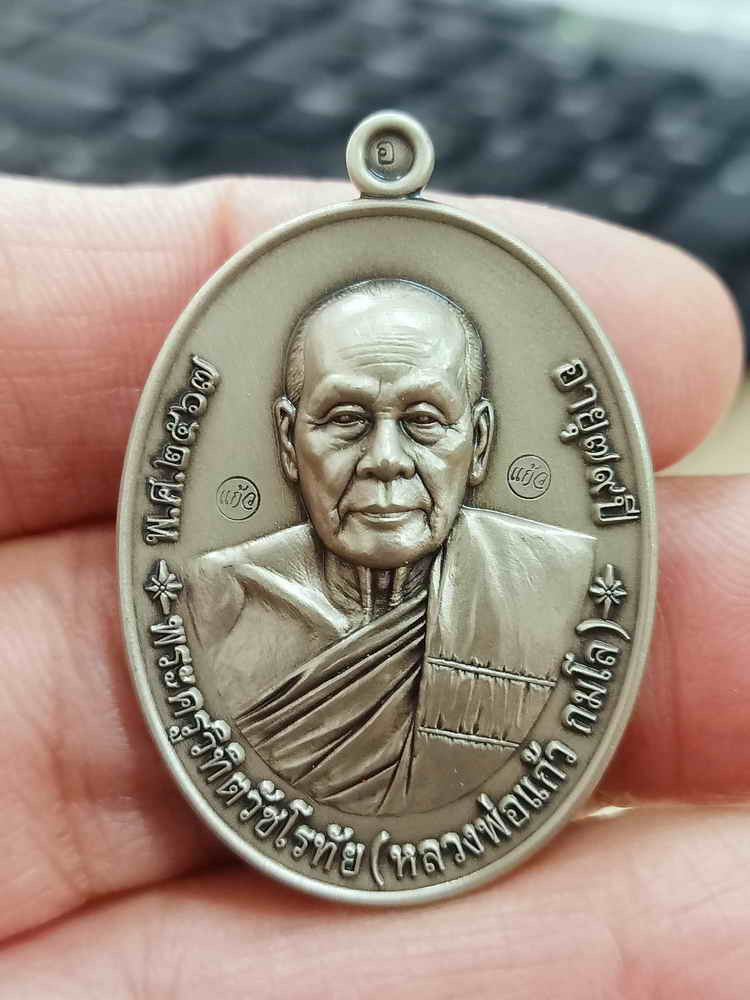 อ
พ.ศ.๒๕๖๗
อายุ๗๙ปี
แก้ว
แก้ว
พระครูวิทิตวัชโรทัย (หลวงพ่อแก้ว กมโล)